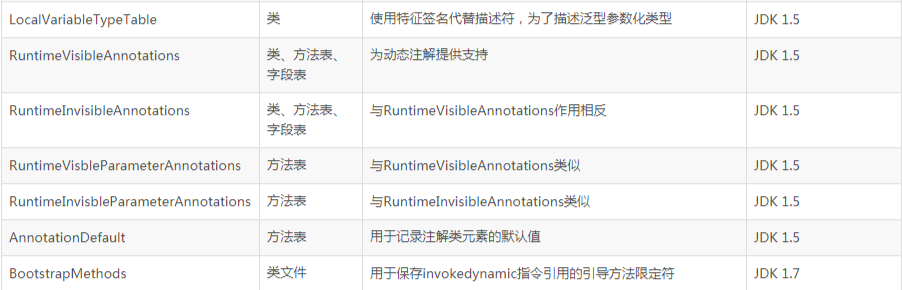 LocalVariableTypeTable 类 使用特征签名代替描述符，为了描述泛型参数化类型 JDK 1.5
RuntimeVisibleAnnotations 类、方法表、 为动态注解提供支持 JDK 1.5
字段表
RuntimeInvisibleAnnotations 类、方法表、 与RuntimeVisibleAnnotations作用相反 JDK 1.5
字段表
RuntimeVisbleParameterAnnotations 方法表 与RuntimeVisibleAnnotations类似 JDK 1.5
RuntimeInvisbleParameterAnnotations 方法表 与RuntimeInvisibleAnnotations类似 JDK 1.5
AnnotationDefault 方法表 用于记录注解类元素的默认值 JDK 1.5
BootstrapMethods 类文件 用于保存invokedynamic指令引用的引导方法限定符 JDK 1.7